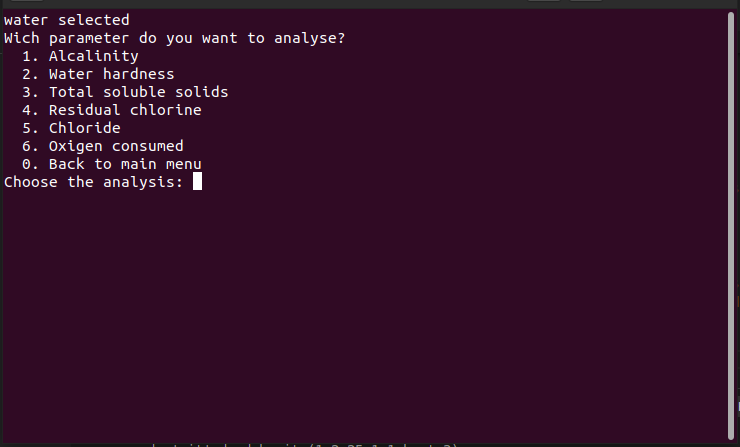 water selected
Wich parameter do you want to analyse?
1. Alcalinity
2. Water hardness
3. Total soluble solids
4. Residual chlorine
5. Chloride
6. Oxigen consumed
0. Back to main menu
Choose the analysis: